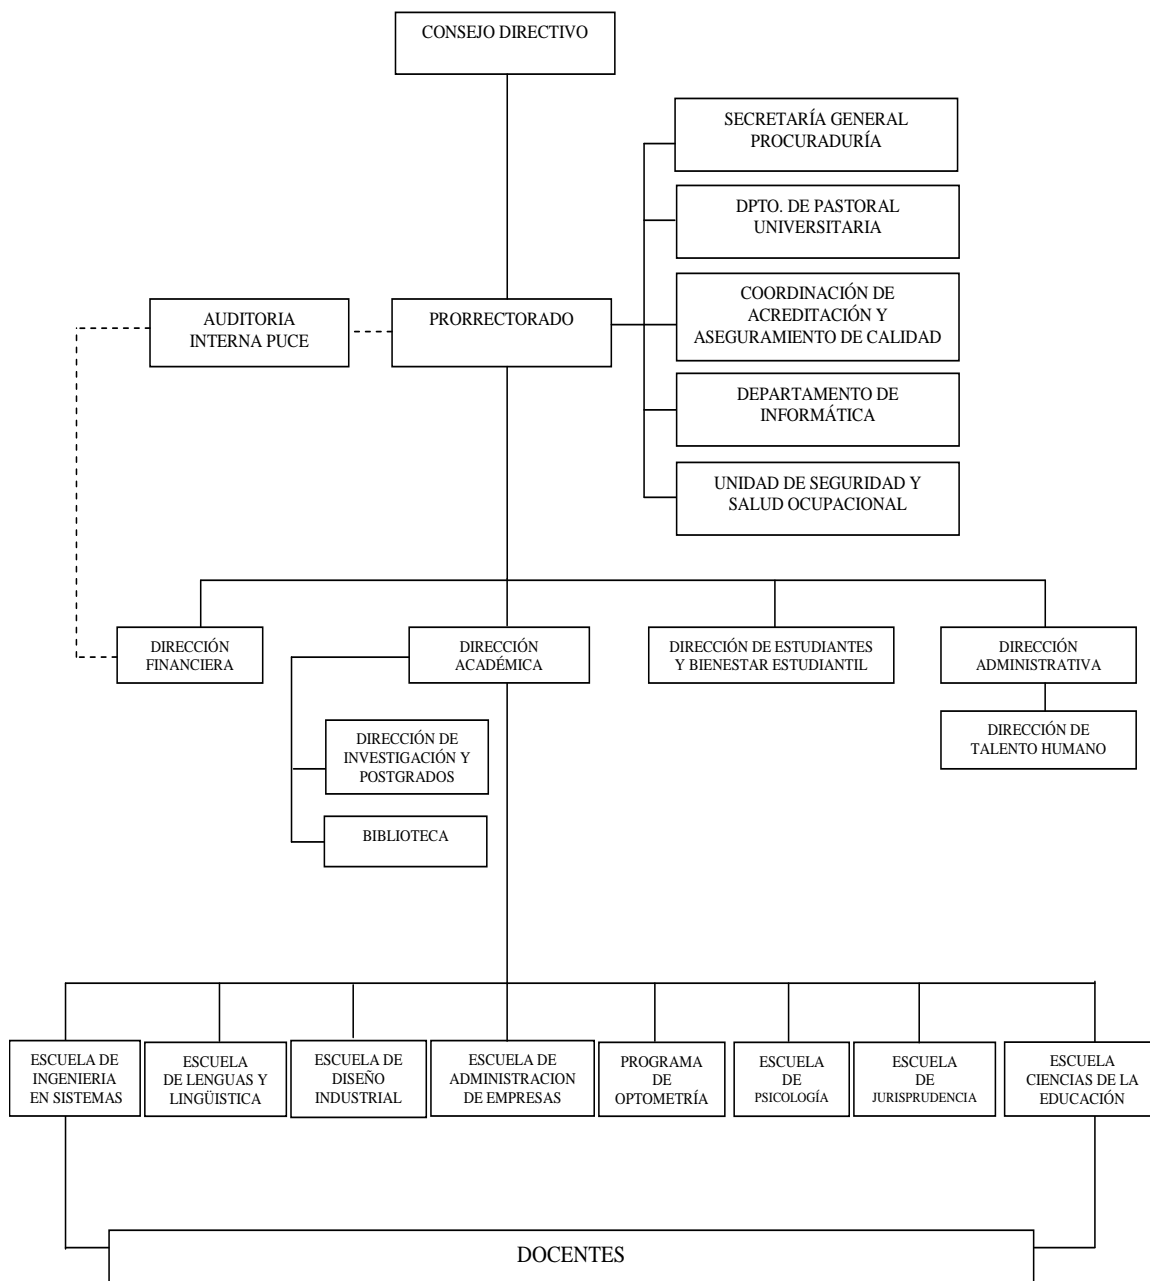 CONSEJO DIRECTIVO
SECRETARÍA GENERAL
PROCURADURÍA
DPTO. DE PASTORAL
UNIVERSITARIA
COORDINACIÓN DE
ACREDITACIÓN Y
ASEGURAMIENTO DE CALIDAD
AUDITORIA
INTERNA PUCE
PRORRECTORADO
DEPARTAMENTO DE
INFORMÁTICA
UNIDAD DE SEGURIDAD Y
SALUD OCUPACIONAL
DIRECCIÓN
FINANCIERA
DIRECCIÓN
ACADÉMICA
DIRECCIÓN DE ESTUDIANTES
Y BIENESTAR ESTUDIANTIL
DIRECCIÓN
ADMINISTRATIVA
DIRECCIÓN DE
INVESTIGACIÓN Y
POSTGRADOS
DIRECCIÓN DE
TALENTO HUMANO
BIBLIOTECA
ESCUELA DE
INGENIERIA
EN SISTEMAS
ESCUELA
DE LENGUAS Y
LINGÜISTICA
ESCUELA DE
DISEÑO
INDUSTRIAL
ESCUELA DE
ADMINISTRACION
DE EMPRESAS
PROGRAMA
DE
OPTOMETRÍA
ESCUELA
DE
PSICOLOGÍA
ESCUELA
DE
JURISPRUDENCIA
ESCUELA
CIENCIAS DE LA
EDUCACIÓN
DOCENTES